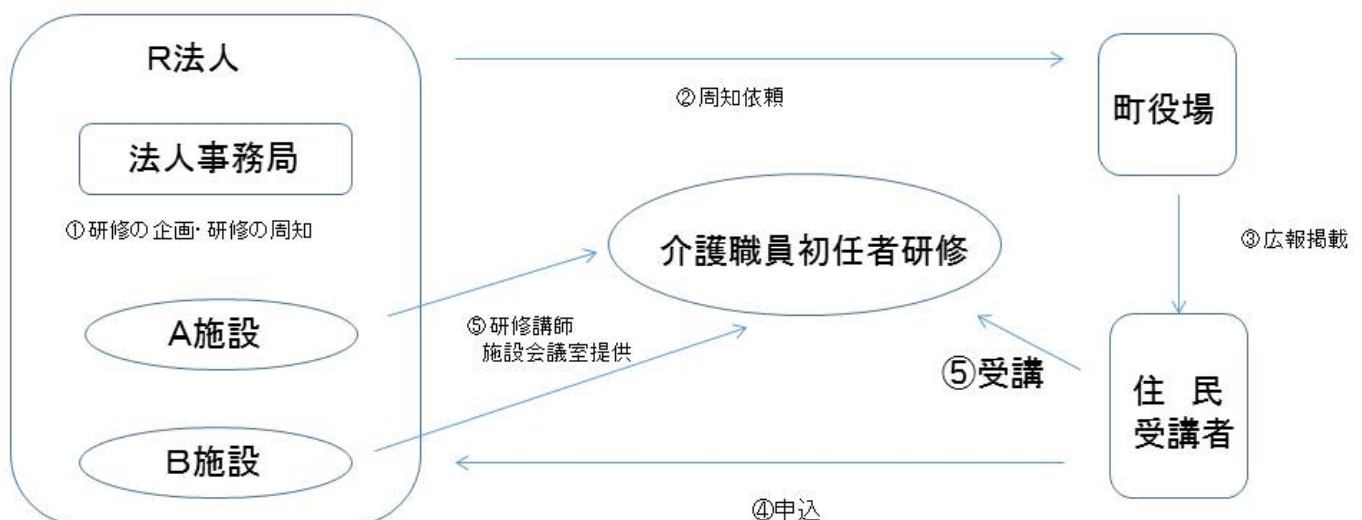 R法人
法人事務局
①研修の企画・研修の周知
A施設
B施設
②周知依頼
町役場
③広報掲載
介護職員初任者研修
⑤研修講師
施設会議室提供
⑤受講
住 民
受講者
④申込